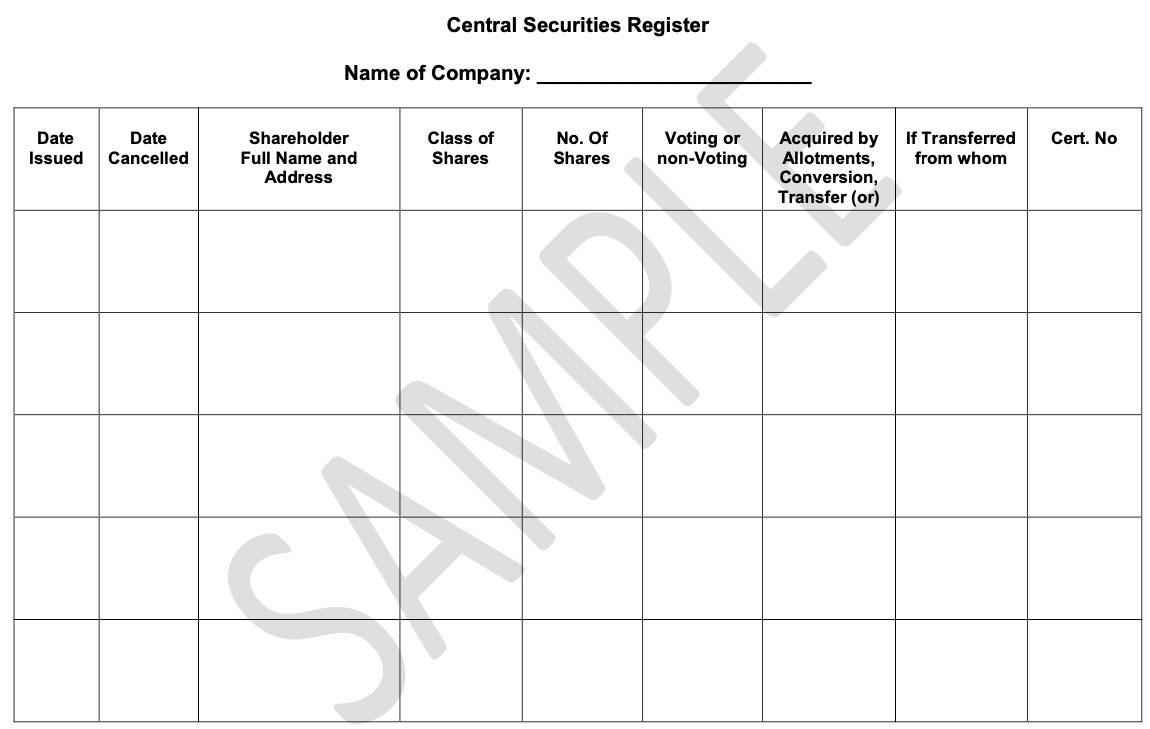 Central Securities Register
Name of Company: ________________________
Date Issued
Date Cancelled
Shareholder Full Name and Address
Class of Shares
No. Of Shares
Voting or non-Voting
Acquired by Allotments, Conversion, Transfer (or)
If Transferred from whom
Cert. No
SAMPLE